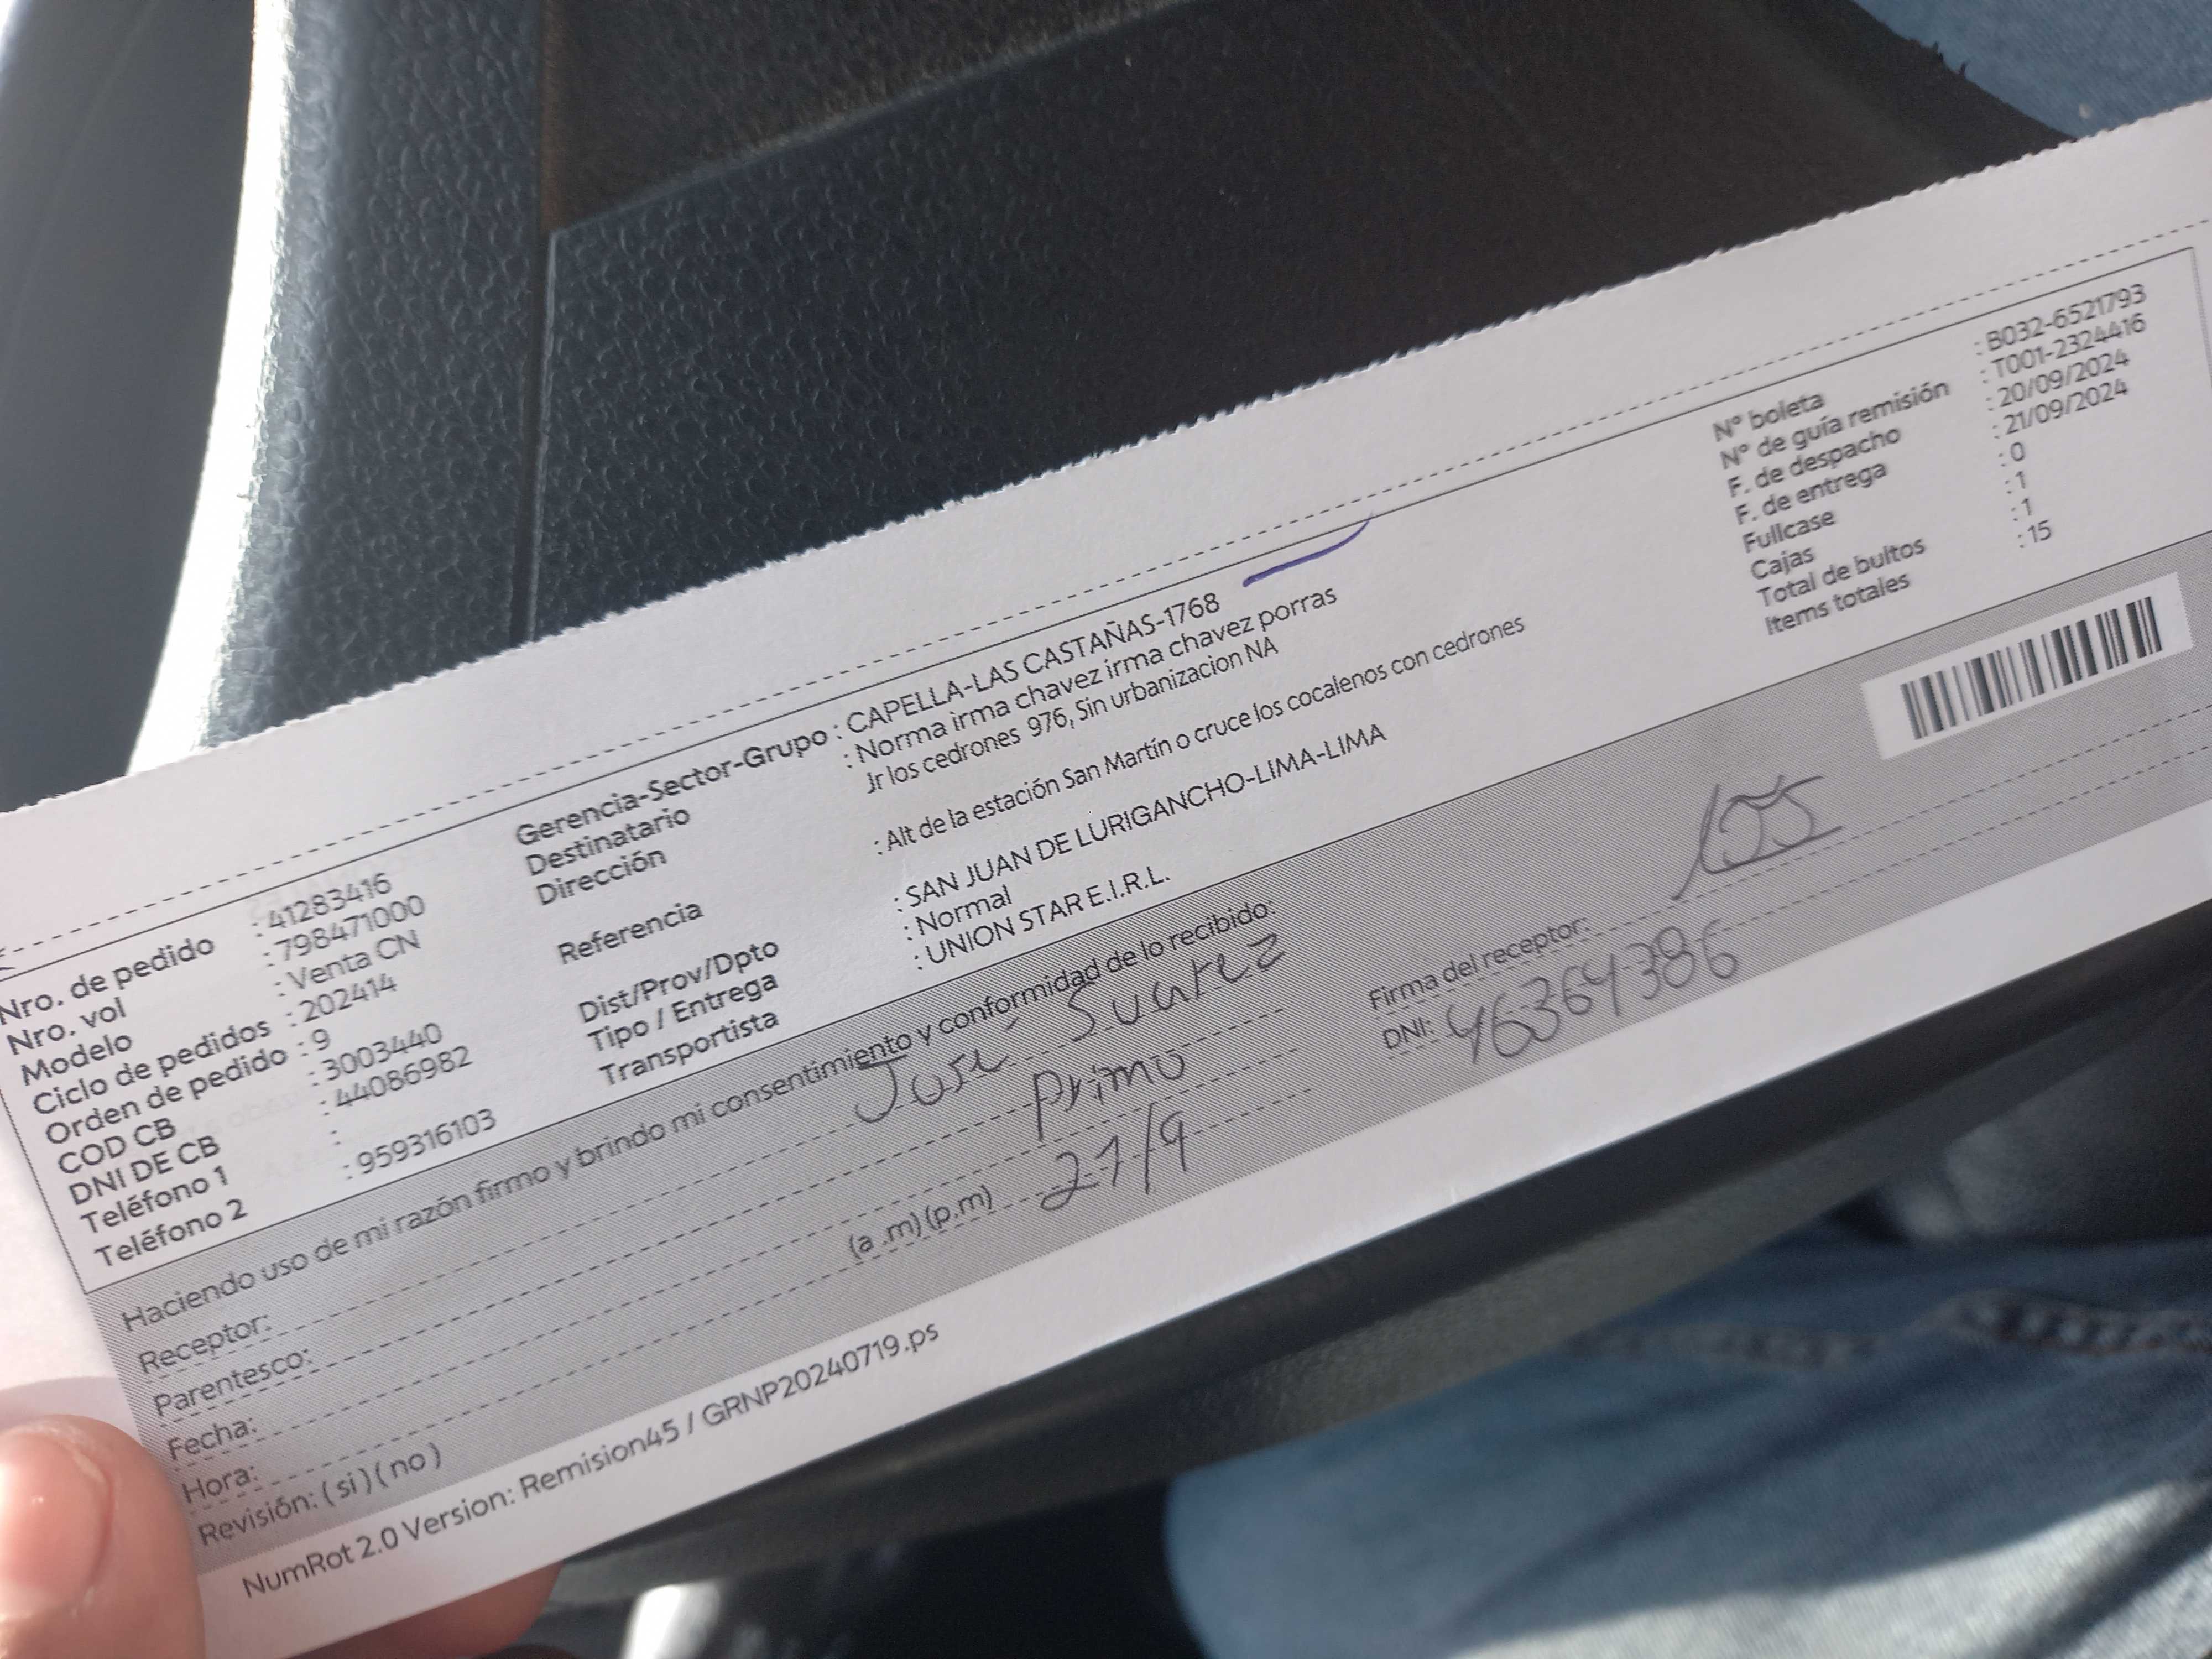 Nro. de pedido : 41283416
Nro. vol : 798471000
Modelo : Venta CN
Ciclo de pedidos : 202414
Orden de pedido : 9
COD CB : 3003440
DNI DE CB : 44086982
Teléfono 1 :
Teléfono 2 : 959316103
Gerencia-Sector-Grupo : CAPELLA-LAS CASTAÑAS-1768
Destinatario : Norma irma chavez irma chavez porras
Dirección Jr los cedrones 976, Sin urbanizacion NA
Referencia : Alt de la estación San Martín o cruce los cocalenos con cedrones
Dist/Prov/Dpto : SAN JUAN DE LURIGANCHO-LIMA-LIMA
Tipo / Entrega : Normal
Transportista : UNION STAR E.I.R.L.
N° boleta : B032-6521793
N° de guía remisión : T001-2324416
F. de despacho : 20/09/2024
F. de entrega : 21/09/2024
Fullcase : 0
Cajas : 1
Total de bultos : 1
Items totales : 15
Haciendo uso de mi razón firmo y brindo mi consentimiento y conformidad de lo recibido:
Receptor: Jose Suarez
Parentesco: primo
Fecha: 21/9
Hora: (a .m) (p.m)
Revisión: ( si ) ( no )
Firma del receptor:
DNI: 46364386
NumRot 2.0 Version: Remision45 / GRNP20240719.ps